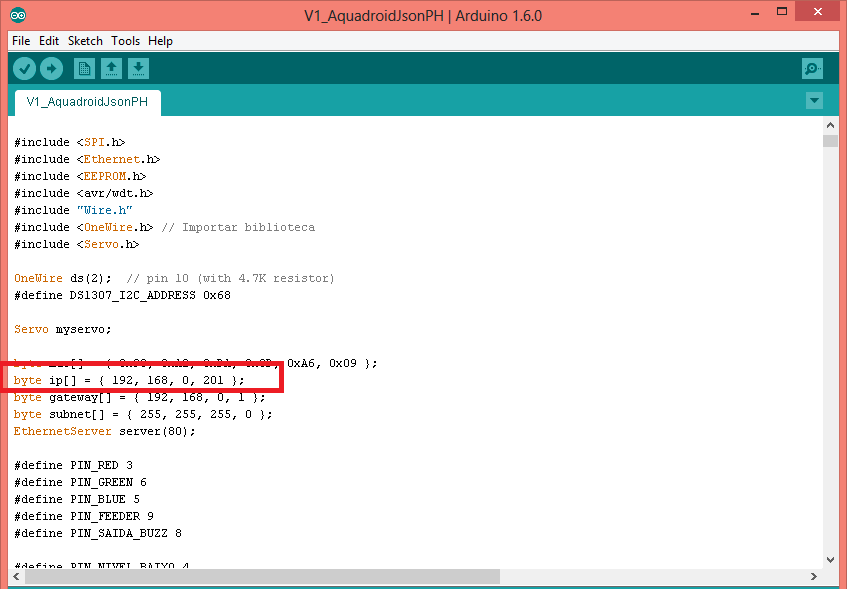 V1_AquadroidJsonPH | Arduino 1.6.0
File Edit Sketch Tools Help
V1_AquadroidJsonPH
#include <SPI.h>
#include <Ethernet.h>
#include <EEPROM.h>
#include <avr/wdt.h>
#include "Wire.h"
#include <OneWire.h> // Importar biblioteca
#include <Servo.h>
OneWire ds(2);  // pin 10 (with 4.7K resistor)
#define DS1307_I2C_ADDRESS 0x68
Servo myservo;
0xA6, 0x09 };
byte ip[] = { 192, 168, 0, 201 };
byte gateway[] = { 192, 168, 0, 1 };
byte subnet[] = { 255, 255, 255, 0 };
EthernetServer server(80);
#define PIN_RED 3
#define PIN_GREEN 6
#define PIN_BLUE 5
#define PIN_FEEDER 9
#define PIN_SAIDA_BUZZ 8
#define PIN_NIVEL_BAIXO 4